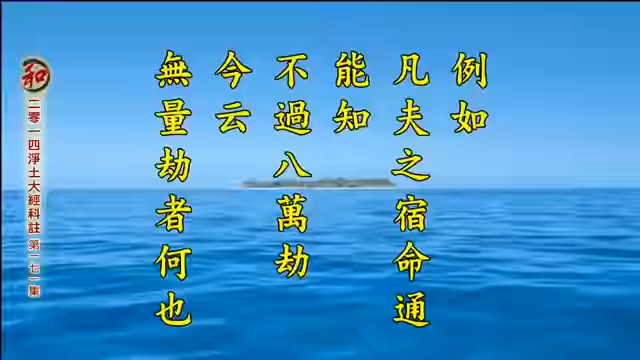 例如
凡夫之宿命通
能知
不過八萬劫
今云
無量劫者何也
和
二零一四淨土大經科註 第一七一集